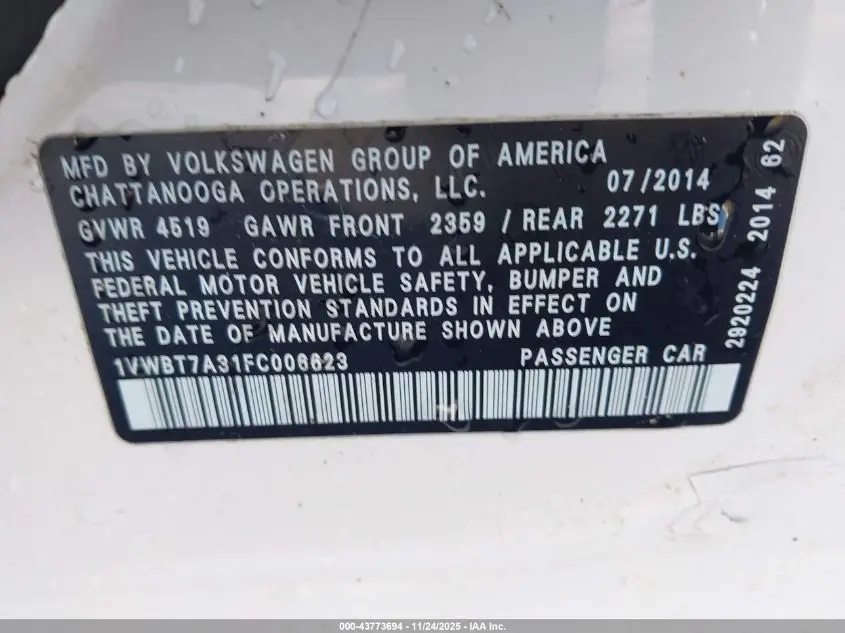 MFD BY VOLKSWAGEN GROUP OF AMERICA
CHATTANOOGA OPERATIONS, LLC. 07/2014
GVWR 4519 GAWR FRONT 2359 / REAR 2271 LBS
THIS VEHICLE CONFORMS TO ALL APPLICABLE U.S.
FEDERAL MOTOR VEHICLE SAFETY, BUMPER AND
THEFT PREVENTION STANDARDS IN EFFECT ON
THE DATE OF MANUFACTURE SHOWN ABOVE
1VWBT7A31FC006623 PASSENGER CAR
2920224 2014 62
000-43773694 - 11/24/2025 - IAA Inc.